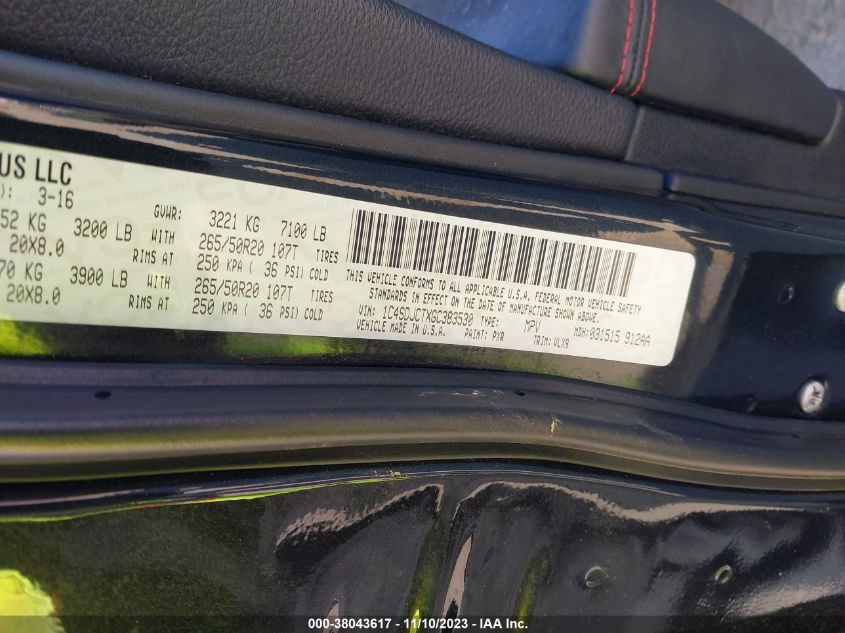 US LLC
): 3-16 GVWR: 3221 KG 7100 LB
52 KG 3200 LB WITH 265/50R20 107T TIRES
20X8.0 RIMS AT 250 KPA ( 36 PSI) COLD
70 KG 3900 LB WITH 265/50R20 107T TIRES
20X8.0 RIMS AT 250 KPA ( 36 PSI) COLD
THIS VEHICLE CONFORMS TO ALL APPLICABLE U.S.A. FEDERAL MOTOR VEHICLE SAFETY
STANDARDS IN EFFECT ON THE DATE OF MANUFACTURE SHOWN ABOVE.
VIN: 1C4SDJCTXGC383530 TYPE: MPV MDH:031515 912AA
VEHICLE MADE IN U.S.A. PAINT: PXR TRIM: VLX9
000-38043617 - 11/10/2023 - IAA Inc.